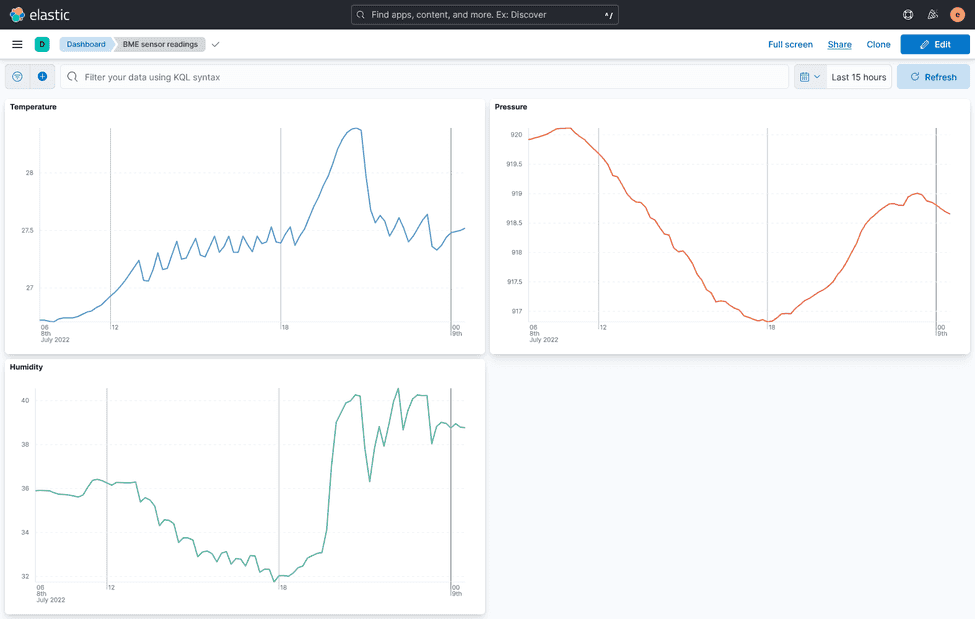 elastic
Find apps, content, and more. Ex: Discover
^/
D
Dashboard
BME sensor readings
Full screen
Share
Clone
Edit
Filter your data using KQL syntax
Last 15 hours
Refresh
e
Temperature
28
27.5
27
06 12 18 00
8th 9th
July 2022
Pressure
920
919.5
919
918.5
918
917.5
917
06 12 18 00
8th 9th
July 2022
Humidity
40
38
36
34
32
06 12 18 00
8th 9th
July 2022